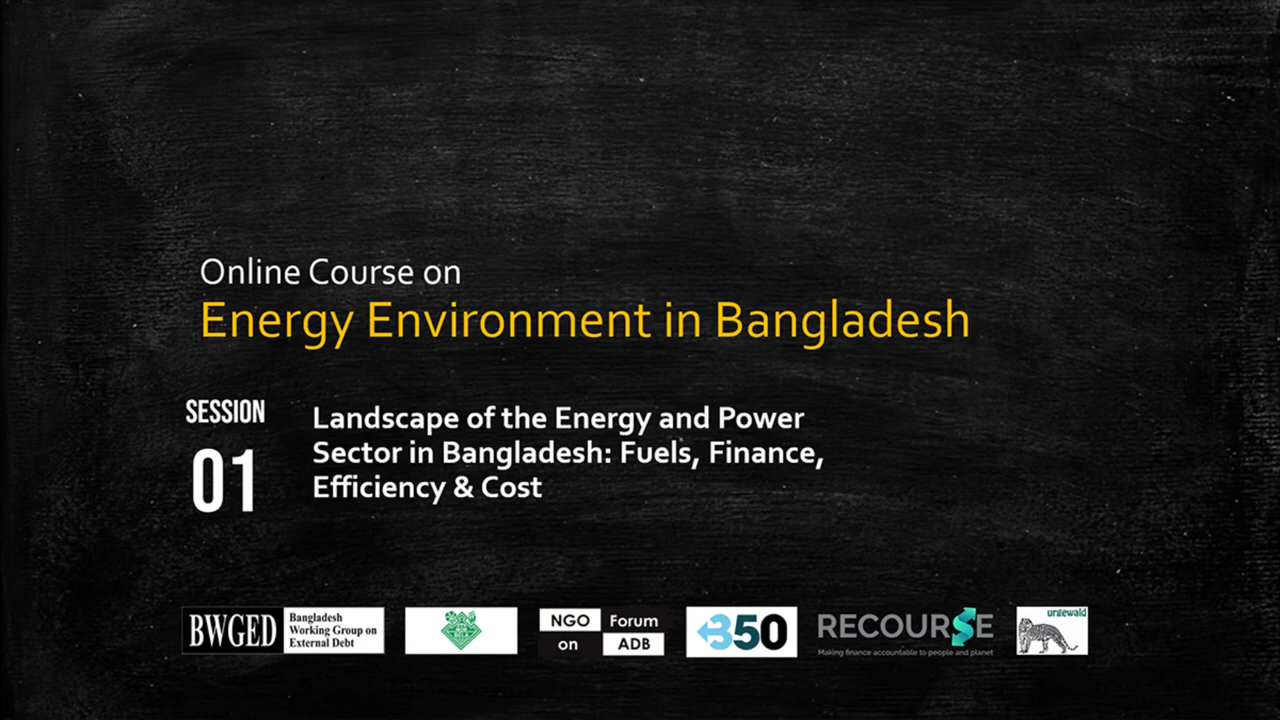 Online Course on
Energy Environment in Bangladesh
SESSION
01
Landscape of the Energy and Power
Sector in Bangladesh: Fuels, Finance,
Efficiency & Cost
BWGED
Bangladesh
Working Group on
External Debt
NGO Forum
on ADB
350
RECOURSE
Making finance accountable to people and planet
urgewald